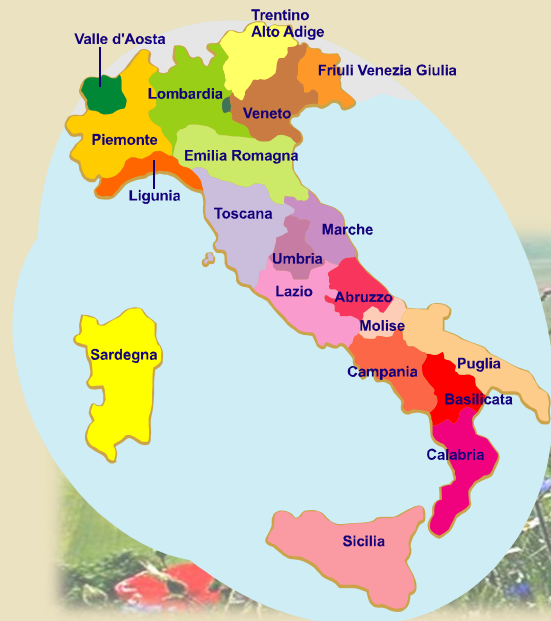 Trentino
Alto Adige
Valle d'Aosta
Friuli Venezia Giulia
Lombardia
Veneto
Piemonte
Emilia Romagna
Ligunia
Toscana
Marche
Umbria
Lazio
Abruzzo
Molise
Sardegna
Puglia
Campania
Basilicata
Calabria
Sicilia